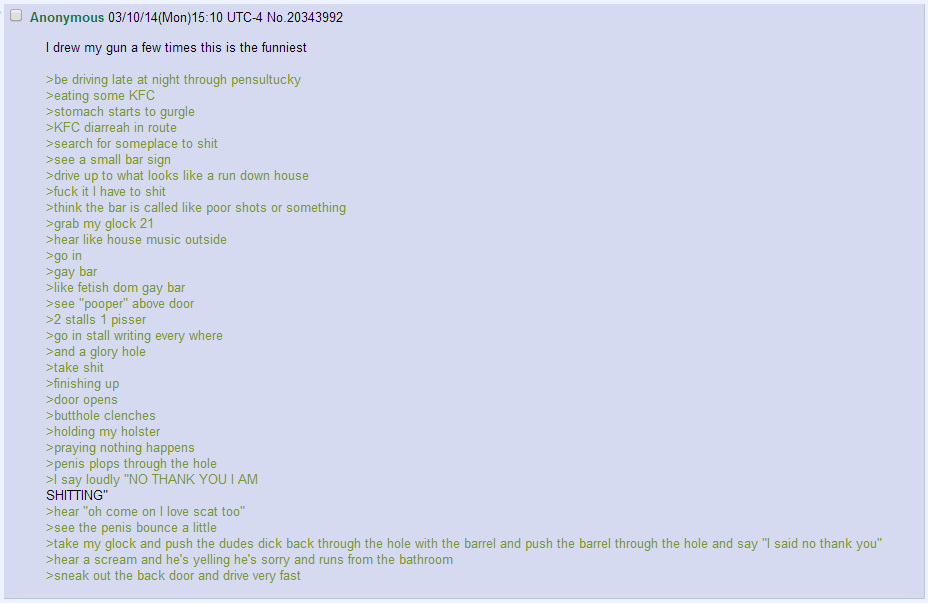 Anonymous 03/10/14(Mon)15:10 UTC-4 No.20343992
I drew my gun a few times this is the funniest
>be driving late at night through pensultucky
>eating some KFC
>stomach starts to gurgle
>KFC diarreah in route
>search for someplace to shit
>see a small bar sign
>drive up to what looks like a run down house
>fuck it I have to shit
>think the bar is called like poor shots or something
>grab my glock 21
>hear like house music outside
>go in
>gay bar
>like fetish dom gay bar
>see "pooper" above door
>2 stalls 1 pisser
>go in stall writing every where
>and a glory hole
>take shit
>finishing up
>door opens
>butthole clenches
>holding my holster
>praying nothing happens
>penis plops through the hole
>I say loudly "NO THANK YOU I AM
SHITTING"
>hear "oh come on I love scat too"
>see the penis bounce a little
>take my glock and push the dudes dick back through the hole with the barrel and push the barrel through the hole and say "I said no thank you"
>hear a scream and he's yelling he's sorry and runs from the bathroom
>sneak out the back door and drive very fast